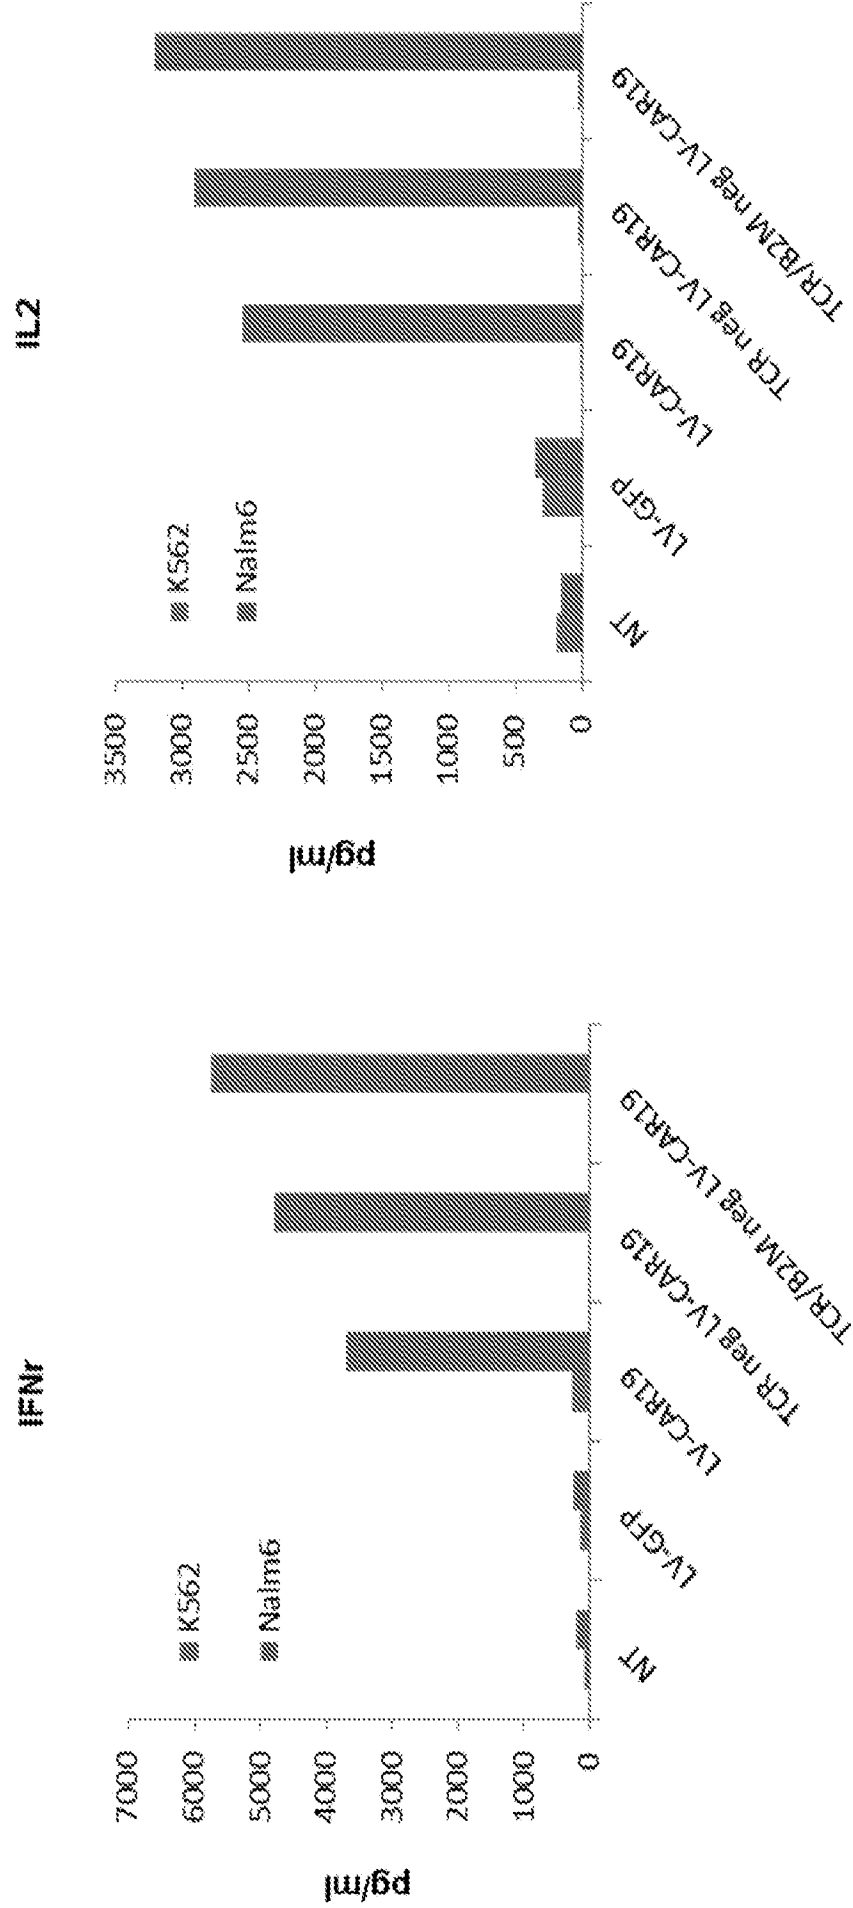 IFNr
pg/ml
7000
6000
5000
4000
3000
2000
1000
0
K562
Nalm6
NT
LV-GFP
LV-CAR19
TCR neg LV-CAR19
TCR/B2M neg LV-CAR19
IL2
pg/ml
3500
3000
2500
2000
1500
1000
500
0
K562
Nalm6
NT
LV-GFP
LV-CAR19
TCR neg LV-CAR19
TCR/B2M neg LV-CAR19